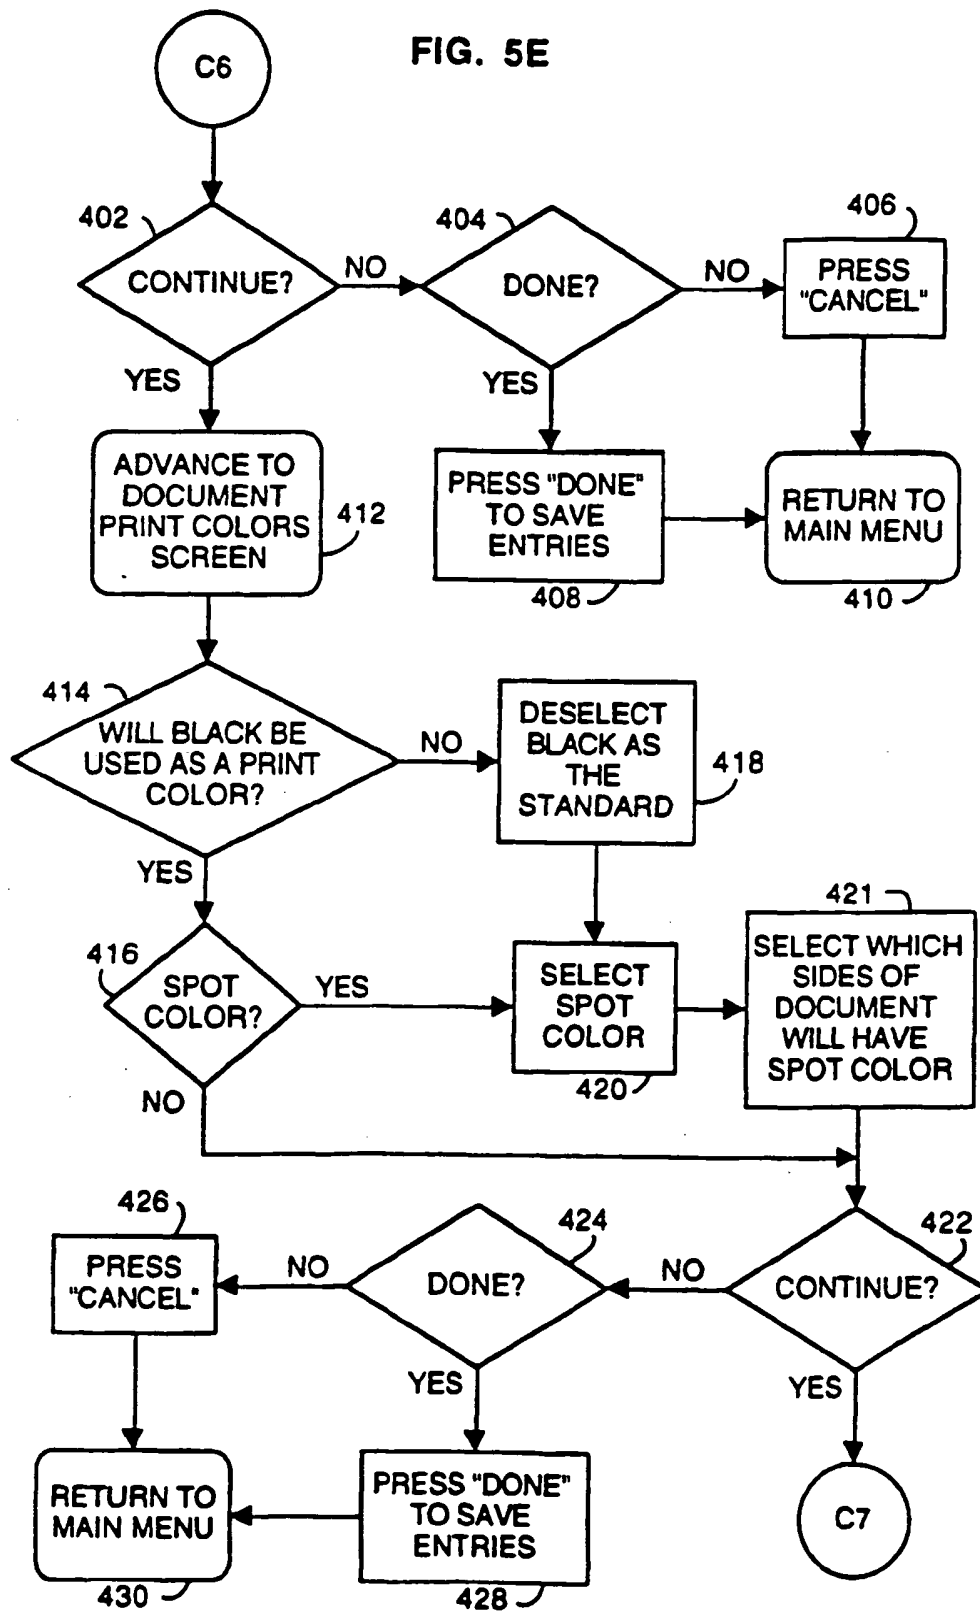 FIG. 5E
C6
402
CONTINUE?
NO
404
DONE?
NO
406
PRESS
"CANCEL"
YES
YES
ADVANCE TO
DOCUMENT
PRINT COLORS
SCREEN
412
PRESS "DONE"
TO SAVE
ENTRIES
408
RETURN TO
MAIN MENU
410
414
WILL BLACK BE
USED AS A PRINT
COLOR?
NO
DESELECT
BLACK AS
THE
STANDARD
418
YES
416
SPOT
COLOR?
YES
SELECT
SPOT
COLOR
420
421
SELECT WHICH
SIDES OF
DOCUMENT
WILL HAVE
SPOT COLOR
NO
426
PRESS
"CANCEL"
NO
424
DONE?
NO
422
CONTINUE?
YES
YES
RETURN TO
MAIN MENU
430
PRESS "DONE"
TO SAVE
ENTRIES
428
C7